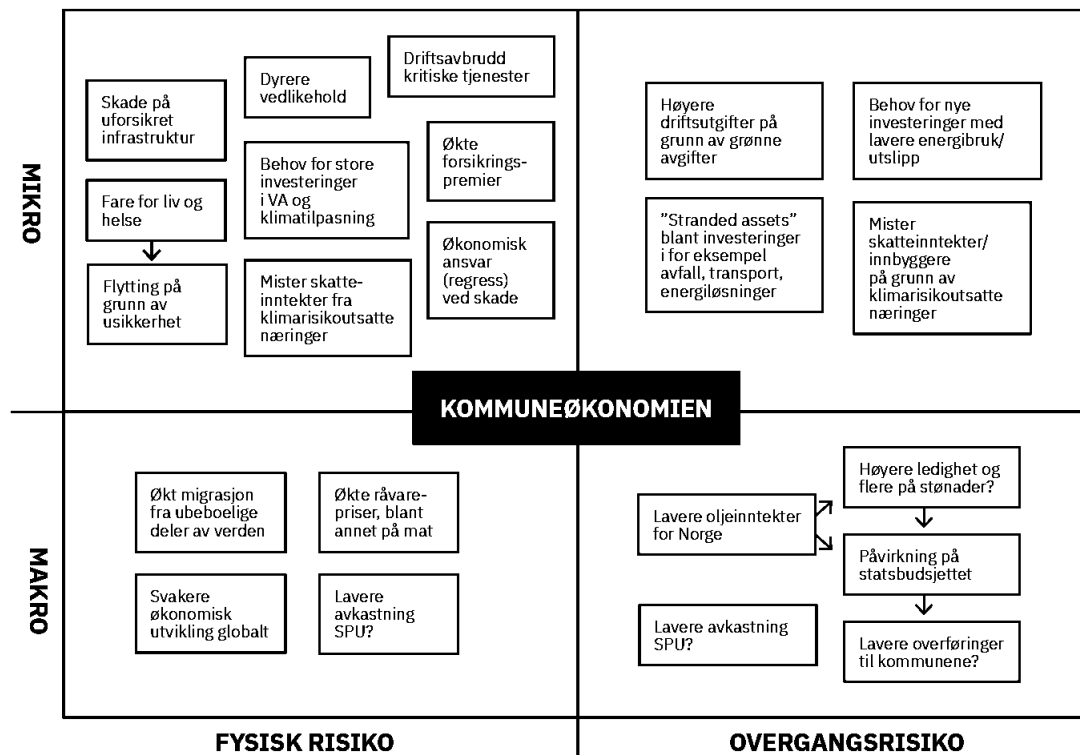 MIKRO
Skade på
uforsikret
infrastruktur
Dyrere
vedlikehold
Driftsavbrudd
kritiske tjenester
Fare for liv og
helse
Behov for store
investeringer
i VA og
klimatilpasning
Økte
forsikrings-
premier
Flytting på
grunn av
usikkerhet
Mister skatte-
inntekter fra
klimarisikoutsatte
næringer
Økonomisk
ansvar
(regress)
ved skade
Høyere
driftsutgifter på
grunn av grønne
avgifter
Behov for nye
investeringer med
lavere energibruk/
utslipp
”Stranded assets”
blant investeringer
i for eksempel
avfall, transport,
energiløsninger
Mister
skatteinntekter/
innbyggere
på grunn av
klimarisikoutsatte
næringer
KOMMUNEØKONOMIEN
MAKRO
Økt migrasjon
fra ubeboelige
deler av verden
Økte råvare-
priser, blant
annet på mat
Svakere
økonomisk
utvikling globalt
Lavere
avkastning
SPU?
Lavere oljeinntekter
for Norge
Høyere ledighet og
flere på stønader?
Påvirkning på
statsbudsjettet
Lavere avkastning
SPU?
Lavere overføringer
til kommunene?
FYSISK RISIKO
OVERGANGSRISIKO